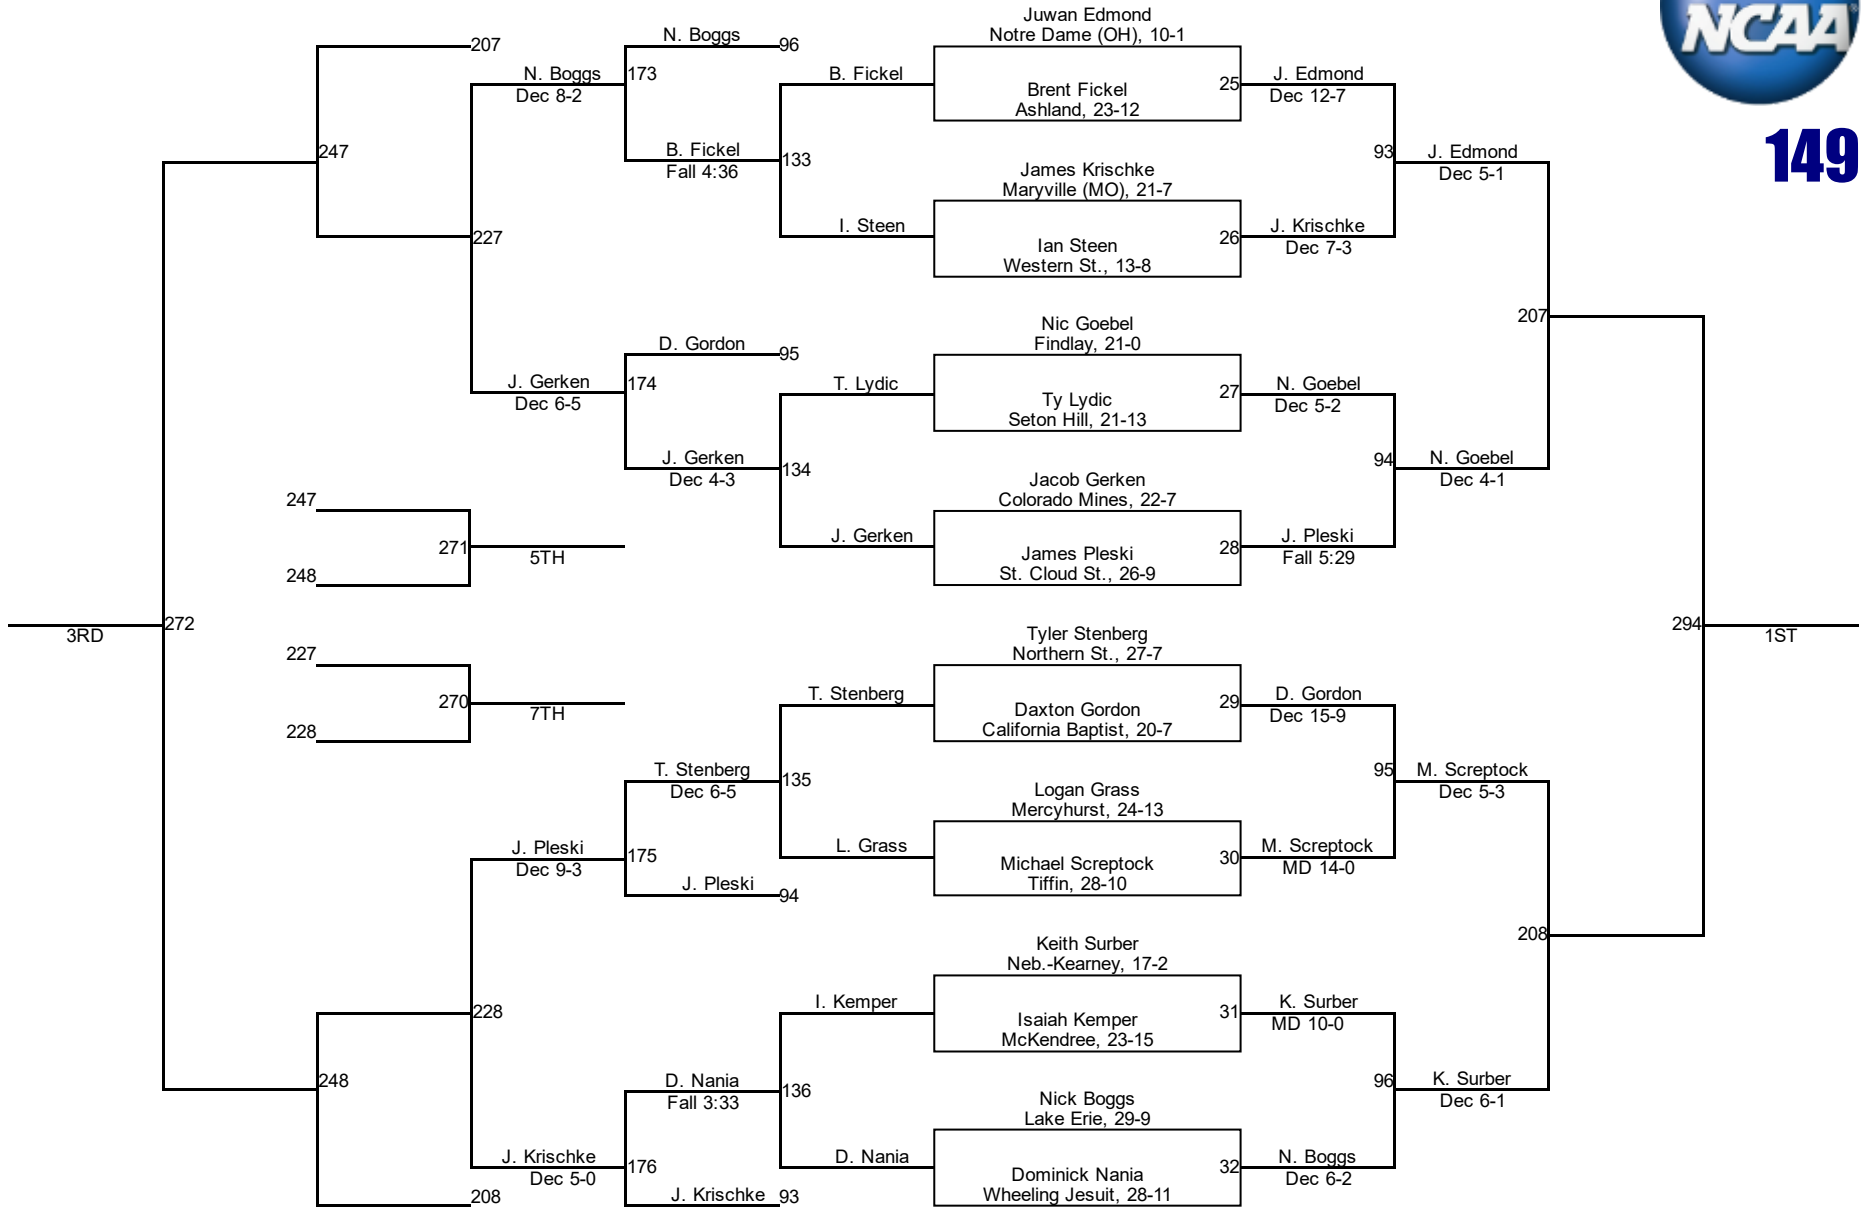 NCAA®
149
Juwan Edmond
Notre Dame (OH), 10-1
Brent Fickel
Ashland, 23-12
25
James Krischke
Maryville (MO), 21-7
Ian Steen
Western St., 13-8
26
Nic Goebel
Findlay, 21-0
Ty Lydic
Seton Hill, 21-13
27
Jacob Gerken
Colorado Mines, 22-7
James Pleski
St. Cloud St., 26-9
28
Tyler Stenberg
Northern St., 27-7
Daxton Gordon
California Baptist, 20-7
29
Logan Grass
Mercyhurst, 24-13
Michael Screptock
Tiffin, 28-10
30
Keith Surber
Neb.-Kearney, 17-2
Isaiah Kemper
McKendree, 23-15
31
Nick Boggs
Lake Erie, 29-9
Dominick Nania
Wheeling Jesuit, 28-11
32
J. Edmond
Dec 12-7
93
J. Krischke
Dec 7-3
N. Goebel
Dec 5-2
94
J. Pleski
Fall 5:29
D. Gordon
Dec 15-9
95
M. Screptock
MD 14-0
K. Surber
MD 10-0
96
N. Boggs
Dec 6-2
J. Edmond
Dec 5-1
207
N. Goebel
Dec 4-1
M. Screptock
Dec 5-3
208
K. Surber
Dec 6-1
294
1ST
B. Fickel
133
I. Steen
T. Lydic
134
J. Gerken
T. Stenberg
135
L. Grass
I. Kemper
136
D. Nania
N. Boggs
96
173
B. Fickel
Fall 4:36
D. Gordon
95
174
J. Gerken
Dec 4-3
T. Stenberg
Dec 6-5
175
J. Pleski
94
D. Nania
Fall 3:33
176
J. Krischke
93
N. Boggs
Dec 8-2
227
J. Gerken
Dec 6-5
J. Pleski
Dec 9-3
228
J. Krischke
Dec 5-0
207
247
248
208
247
271
5TH
248
227
270
7TH
228
272
3RD